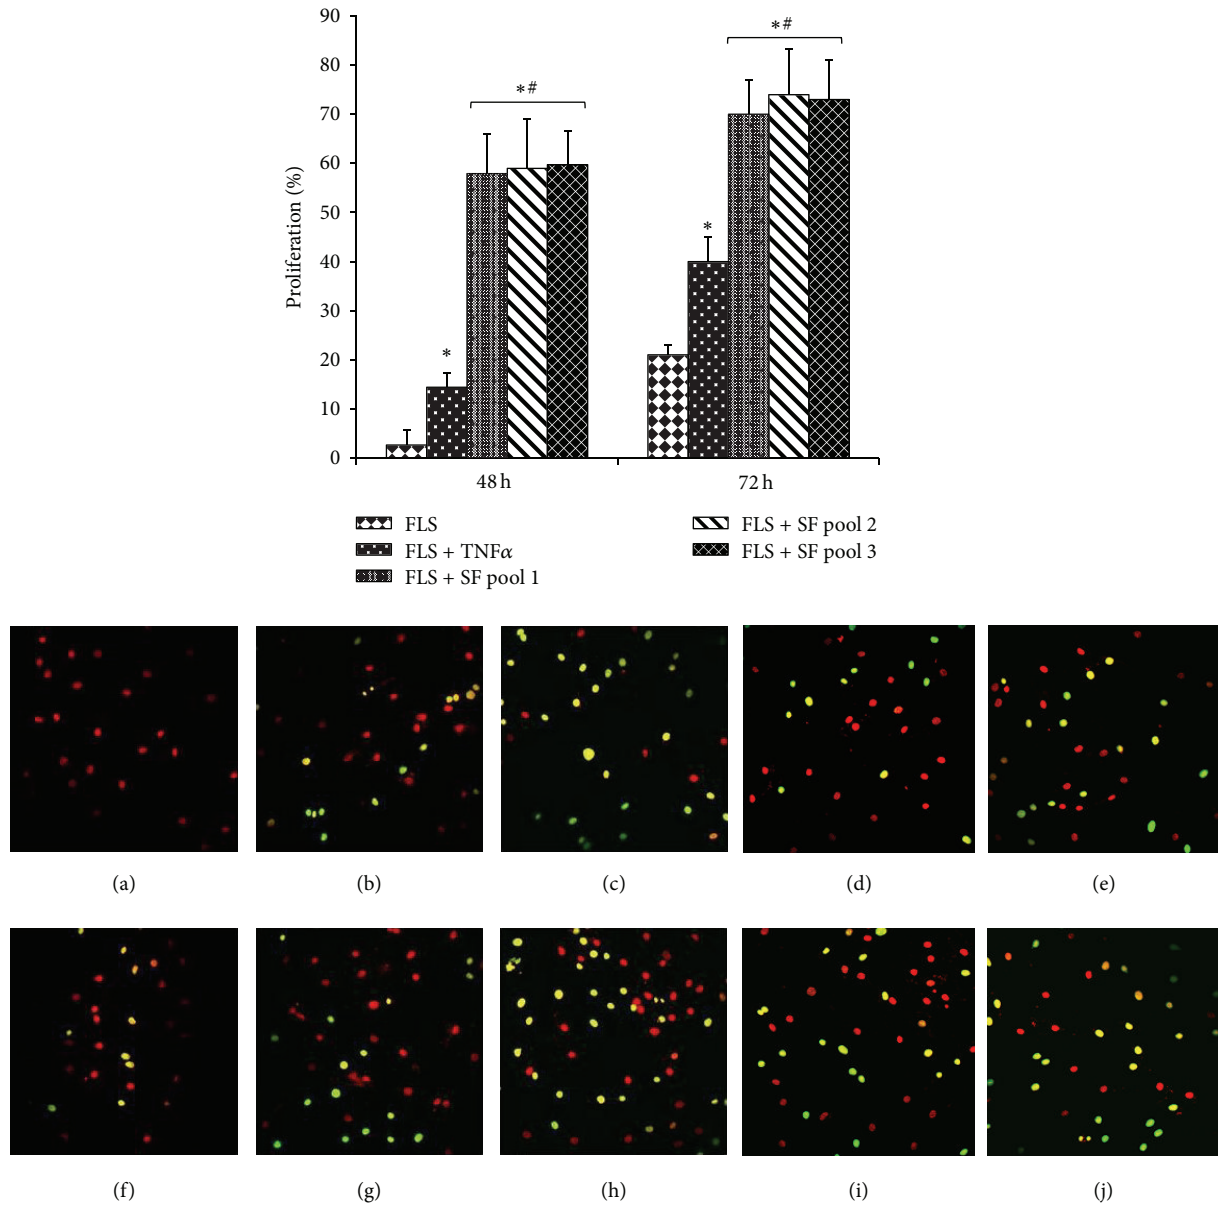 90
80
70
60
50
40
30
20
10
0
Proliferation (%)
*
*#
*
*#
48 h
72 h
FLS
FLS + TNFα
FLS + SF pool 1
FLS + SF pool 2
FLS + SF pool 3
(a)
(b)
(c)
(d)
(e)
(f)
(g)
(h)
(i)
(j)